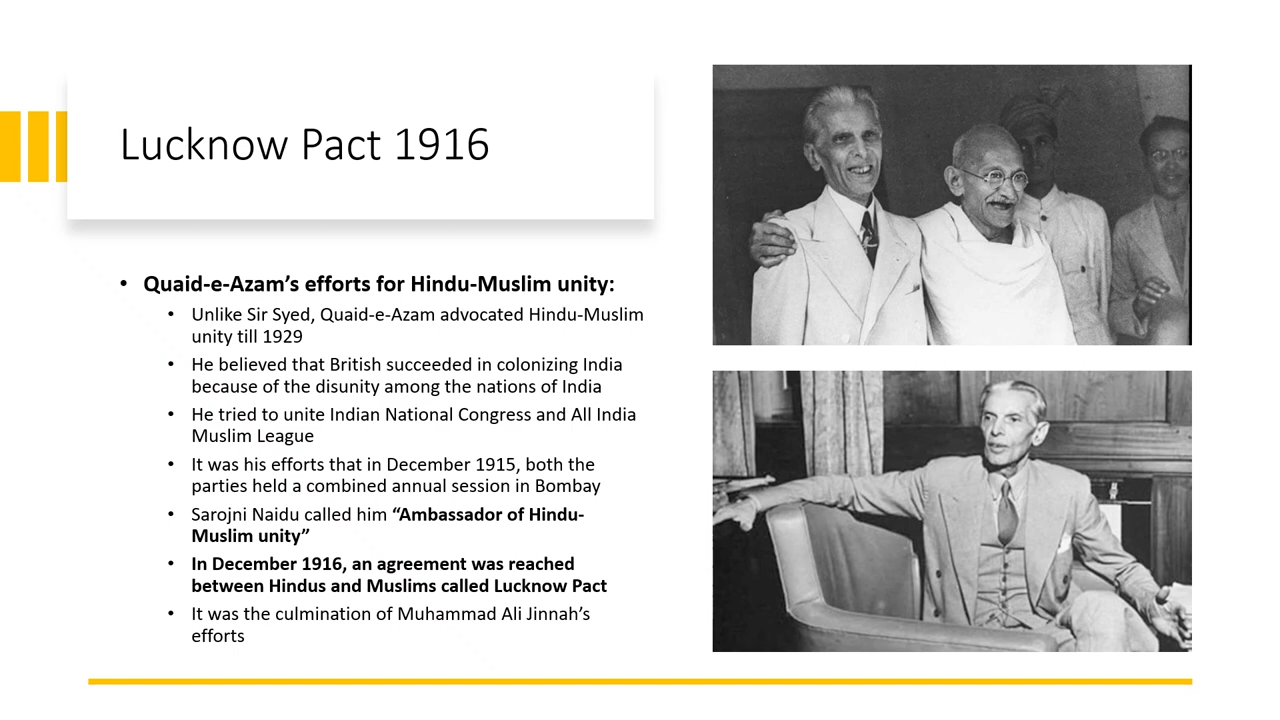 Lucknow Pact 1916
• Quaid-e-Azam’s efforts for Hindu-Muslim unity:
• Unlike Sir Syed, Quaid-e-Azam advocated Hindu-Muslim
unity till 1929
• He believed that British succeeded in colonizing India
because of the disunity among the nations of India
• He tried to unite Indian National Congress and All India
Muslim League
• It was his efforts that in December 1915, both the
parties held a combined annual session in Bombay
• Sarojni Naidu called him “Ambassador of Hindu-
Muslim unity”
• In December 1916, an agreement was reached
between Hindus and Muslims called Lucknow Pact
• It was the culmination of Muhammad Ali Jinnah’s
efforts